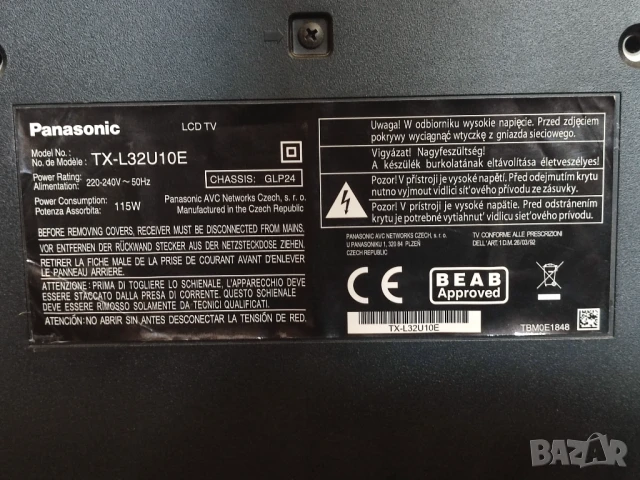 Panasonic
LCD TV
Model No. :
No. de Modèle :
TX-L32U10E
Power Rating:
Alimentation:
220-240V ~ 50Hz
CHASSIS: GLP24
Power Consumption:
Potenza Assorbita:
115W
Panasonic AVC Networks Czech, s. r. o.
Manufactured in the Czech Republic
BEFORE REMOVING COVERS, RECEIVER MUST BE DISCONNECTED FROM MAINS.
VOR ENTFERNEN DER RÜCKWAND STECKER AUS DER NETZSTECKDOSE ZIEHEN.
RETIRER LA FICHE MALE DE LA PRISE DE COURANT AVANT D'ENLEVER
LE PANNEAU ARRIERE.
ATTENZIONE: PRIMA DI TOGLIERE LO SCHIENALE, L'APPARECCHIO DEVE
ESSERE STACCATO DALLA PRESA DI CORRENTE. QUESTO SCHIENALE
DEVE ESSERE RIMOSSO SOLAMENTE DA TECNICI QUALIFICATI.
ATENCIÓN: NO ABRIR SIN ANTES DESCONECTAR LA TENSIÓN DE RED.
Uwaga! W odbiorniku wysokie napięcie. Przed zdjęciem
pokrywy wyciągnąć wtyczkę z gniazda sieciowego.
Vigyázat! Nagyfeszültség!
A készülék burkolatának eltávolítása életveszélyes!
Pozor! V přístroji je vysoké napětí. Před odejmutím krytu
nutno vyjmout vidlici síťového přívodu ze zásuvky.
Pozor! V prístroji je vysoké napätie. Pred odstránením
krytu je potrebné vytiahnuť vidlicu sieť ového prívodu.
PANASONIC AVC NETWORKS CZECH, s. r. o.
U PANASONIKU 1, 320 84 PLZEŇ
CZECH REPUBLIC
TV CONFORME ALLE PRESCRIZIONI
DELL'ART. 1 D.M. 26/03/92
CE
BEAB
Approved
TX-L32U10E
TBM0E1848
BAZAR